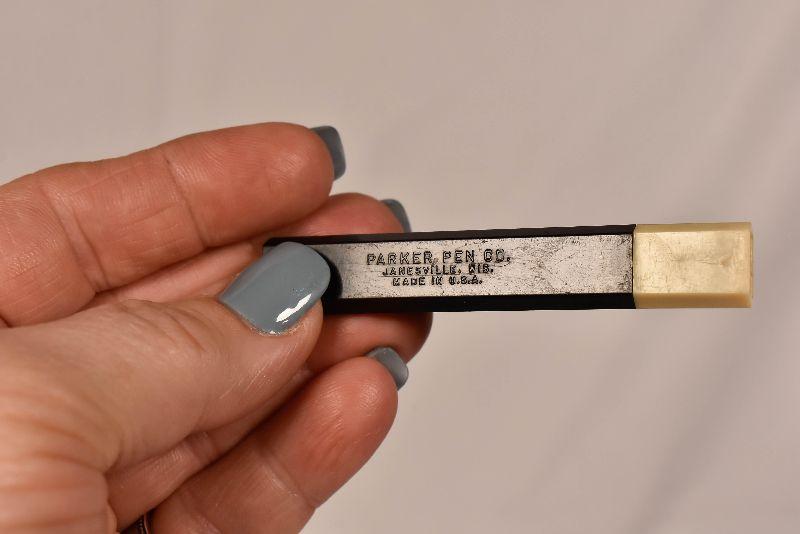 PARKER PEN CO.
JANESVILLE, WIS.
MADE IN U.S.A.